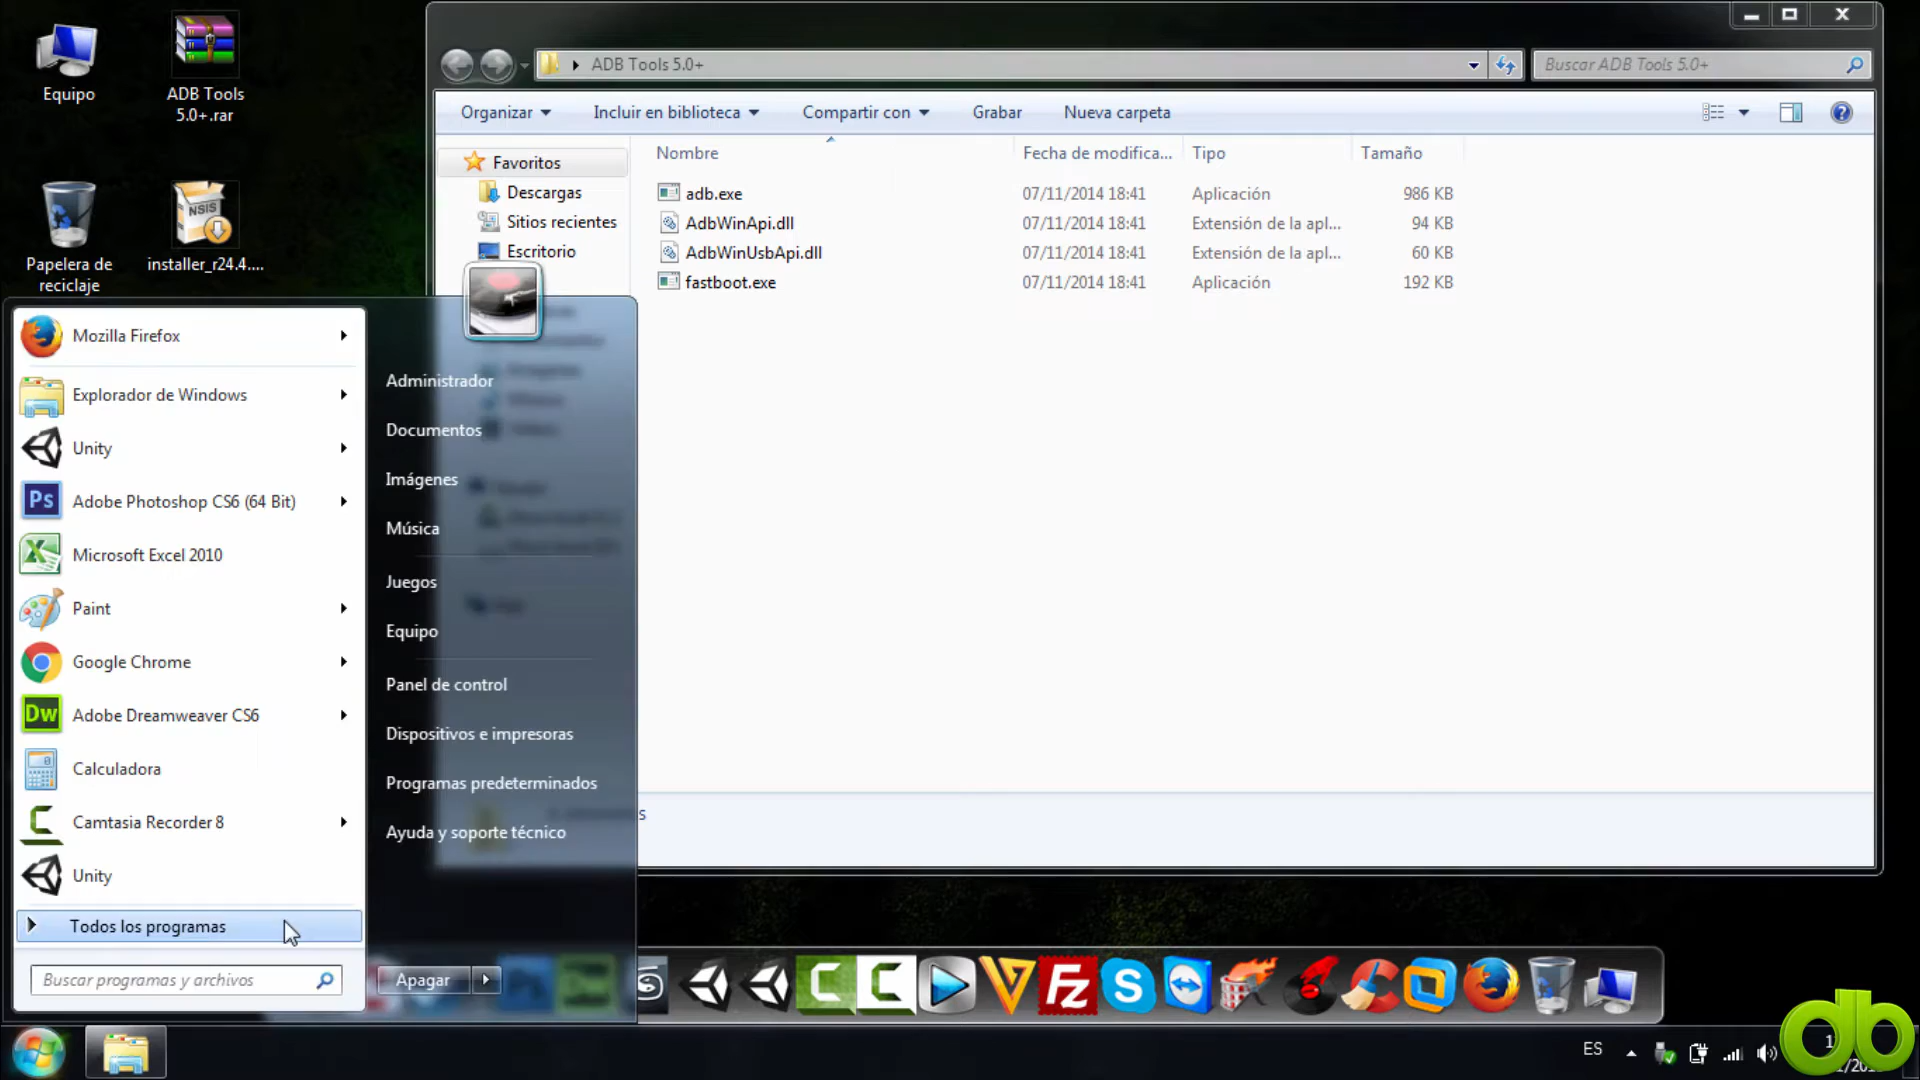 Equipo
ADB Tools
5.0+.rar
Papelera de
reciclaje
installer_r24.4....
ADB Tools 5.0+
Buscar ADB Tools 5.0+
Organizar
Incluir en biblioteca
Compartir con
Grabar
Nueva carpeta
Favoritos
Descargas
Sitios recientes
Escritorio
Nombre
Fecha de modifica...
Tipo
Tamaño
adb.exe
07/11/2014 18:41
Aplicación
986 KB
AdbWinApi.dll
07/11/2014 18:41
Extensión de la apl...
94 KB
AdbWinUsbApi.dll
07/11/2014 18:41
Extensión de la apl...
60 KB
fastboot.exe
07/11/2014 18:41
Aplicación
192 KB
NSIS
Mozilla Firefox
Explorador de Windows
Unity
Ps
Adobe Photoshop CS6 (64 Bit)
Microsoft Excel 2010
Paint
Google Chrome
Dw
Adobe Dreamweaver CS6
Calculadora
Camtasia Recorder 8
Unity
Todos los programas
Buscar programas y archivos
Administrador
Documentos
Imágenes
Música
Juegos
Equipo
Panel de control
Dispositivos e impresoras
Programas predeterminados
Ayuda y soporte técnico
Apagar
Fz
S
ES
db